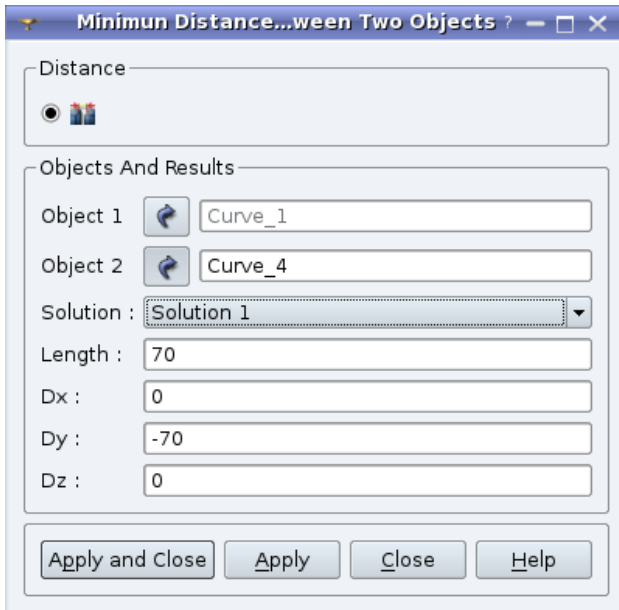 Minimun Distance...ween Two Objects ?
Distance
Objects And Results
Object 1 Curve_1
Object 2 Curve_4
Solution : Solution 1
Length : 70
Dx : 0
Dy : -70
Dz : 0
Apply and Close Apply Close Help